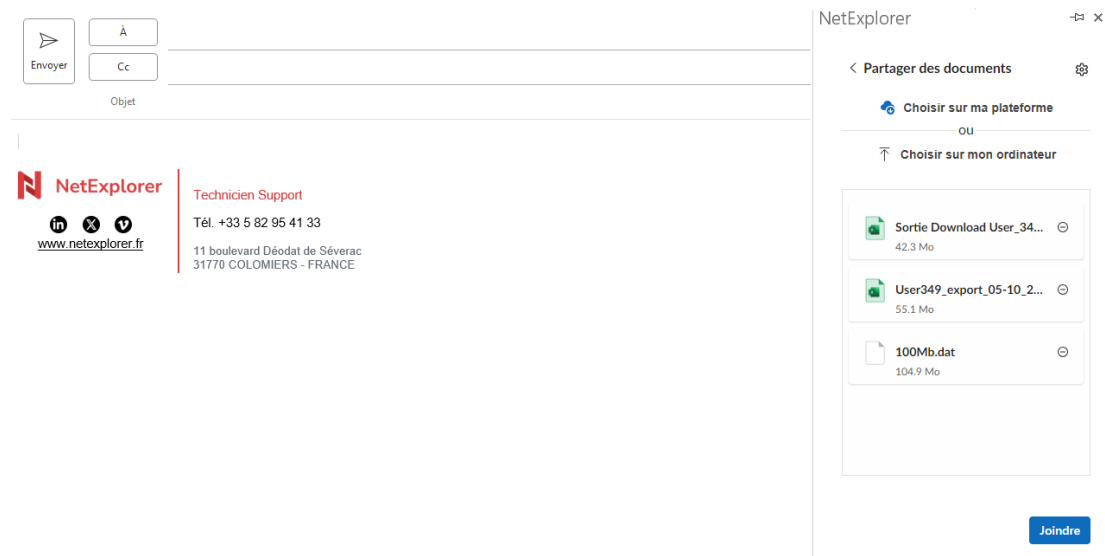 Envoyer
À
Cc
Objet
NetExplorer
Technicien Support
Tél. +33 5 82 95 41 33
www.netexplorer.fr
11 boulevard Déodat de Séverac
31770 COLOMIERS - FRANCE
NetExplorer
Partager des documents
Choisir sur ma plateforme
ou
Choisir sur mon ordinateur
Sortie Download User_34...
42.3 Mo
User349_export_05-10_2...
55.1 Mo
100Mb.dat
104.9 Mo
Joindre